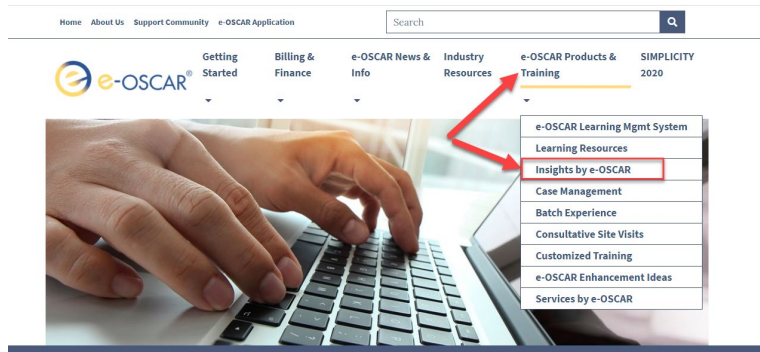 Home About Us Support Community e-OSCAR Application Search
e-OSCAR®
Getting Started
Billing & Finance
e-OSCAR News & Info
Industry Resources
e-OSCAR Products & Training
SIMPLICITY 2020
e-OSCAR Learning Mgmt System
Learning Resources
Insights by e-OSCAR
Case Management
Batch Experience
Consultative Site Visits
Customized Training
e-OSCAR Enhancement Ideas
Services by e-OSCAR